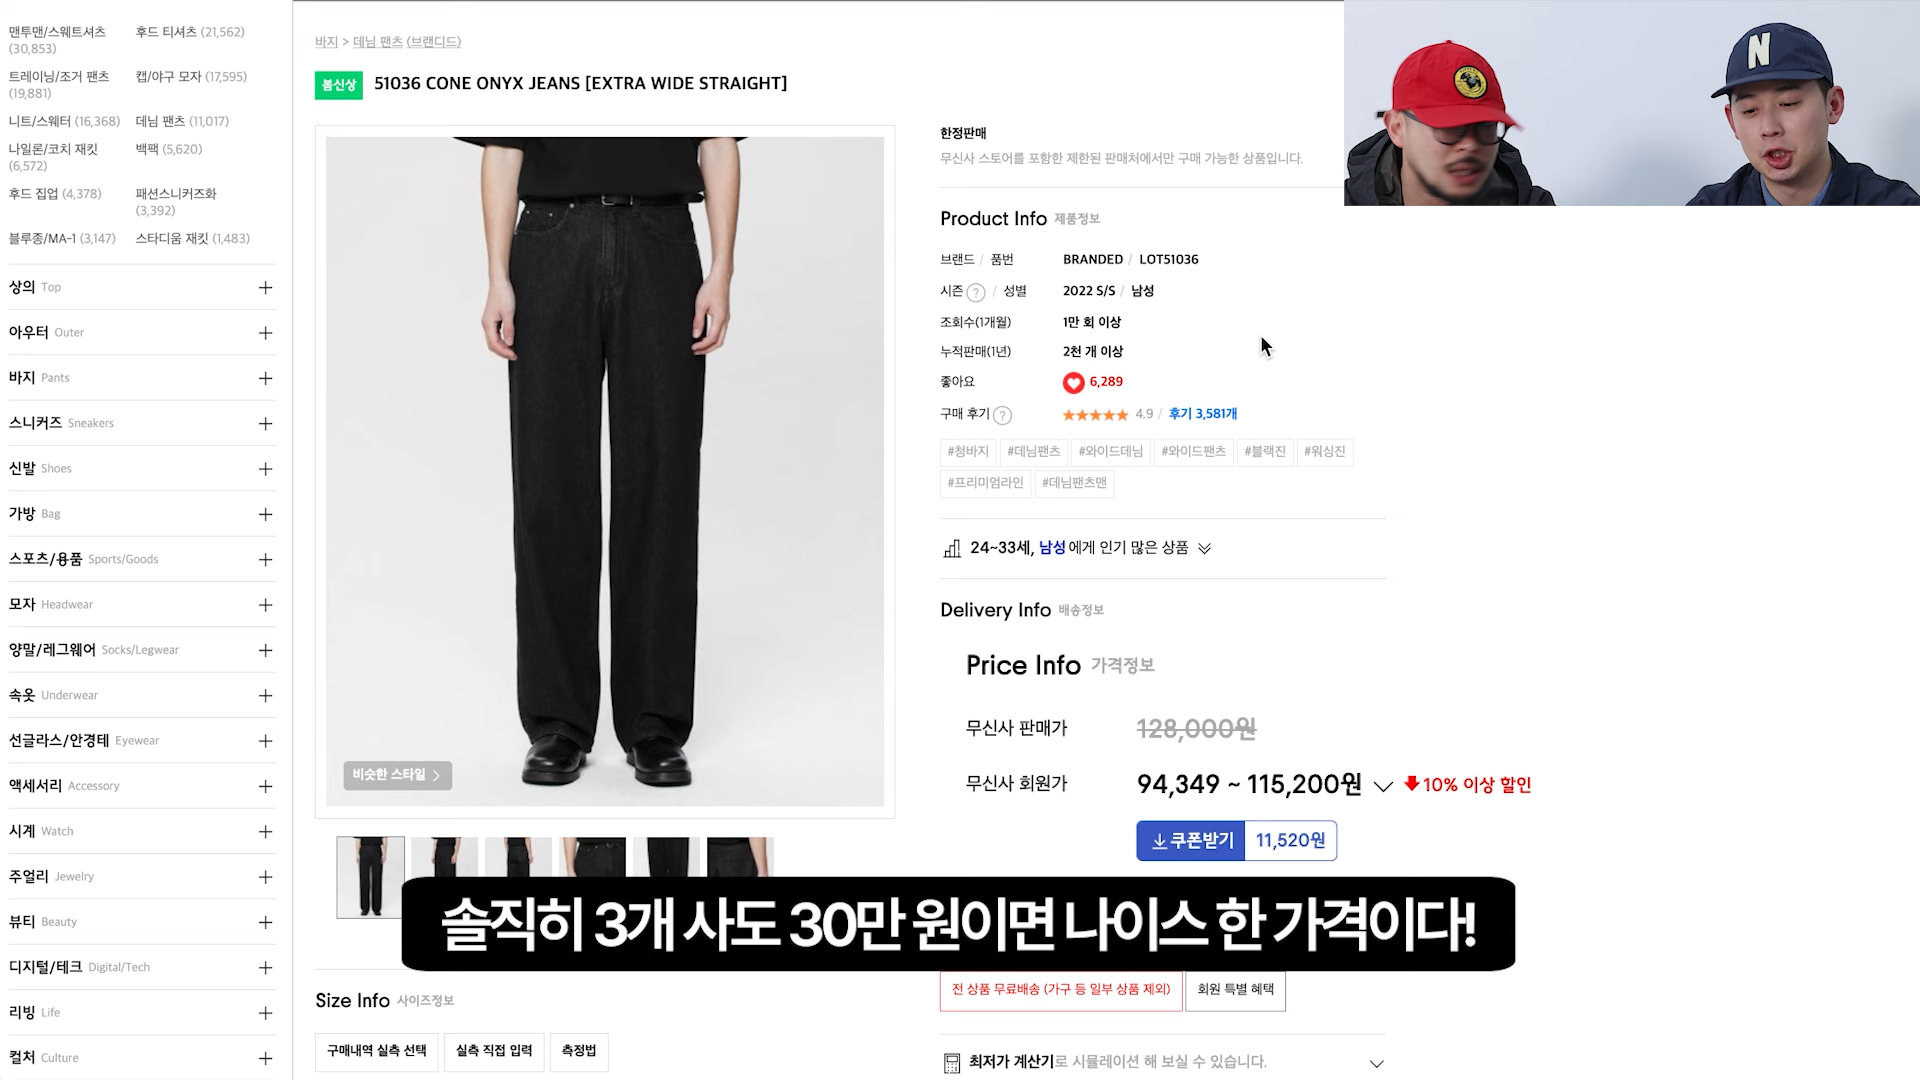 맨투맨/스웨트셔츠 (30,853)
후드 티셔츠 (21,562)
트레이닝/조거 팬츠 (19,881)
캡/야구 모자 (17,595)
니트/스웨터 (16,368)
데님 팬츠 (11,017)
나일론/코치 재킷 (6,572)
백팩 (5,620)
후드 집업 (4,378)
패션스니커즈화 (3,392)
블루종/MA-1 (3,147)
스타디움 재킷 (1,483)
상의 Top
아우터 Outer
바지 Pants
스니커즈 Sneakers
신발 Shoes
가방 Bag
스포츠/용품 Sports/Goods
모자 Headwear
양말/레그웨어 Socks/Legwear
속옷 Underwear
선글라스/안경테 Eyewear
액세서리 Accessory
시계 Watch
주얼리 Jewelry
뷰티 Beauty
디지털/테크 Digital/Tech
리빙 Life
컬처 Culture
바지 > 데님 팬츠 (브랜디드)
봄신상 51036 CONE ONYX JEANS [EXTRA WIDE STRAIGHT]
비슷한 스타일
한정판매
무신사 스토어를 포함한 제한된 판매처에서만 구매 가능한 상품입니다.
N
Product Info 제품정보
브랜드 / 품번 BRANDED / LOT51036
시즌 ? / 성별 2022 S/S / 남성
조회수(1개월) 1만 회 이상
누적판매(1년) 2천 개 이상
좋아요 6,289
구매 후기 ? ★★★★★ 4.9 / 후기 3,581개
#청바지 #데님팬츠 #와이드데님 #와이드팬츠 #블랙진 #워싱진
#프리미엄라인 #데님팬츠맨
24~33세, 남성에게 인기 많은 상품
Delivery Info 배송정보
Price Info 가격정보
무신사 판매가 128,000원
무신사 회원가 94,349 ~ 115,200원 10% 이상 할인
쿠폰받기 11,520원
솔직히 3개 사도 30만 원이면 나이스 한 가격이다!
전 상품 무료배송 (가구 등 일부 상품 제외) 회원 특별 혜택
Size Info 사이즈정보
구매내역 실측 선택 실측 직접 입력 측정법
최저가 계산기로 시뮬레이션 해 보실 수 있습니다.